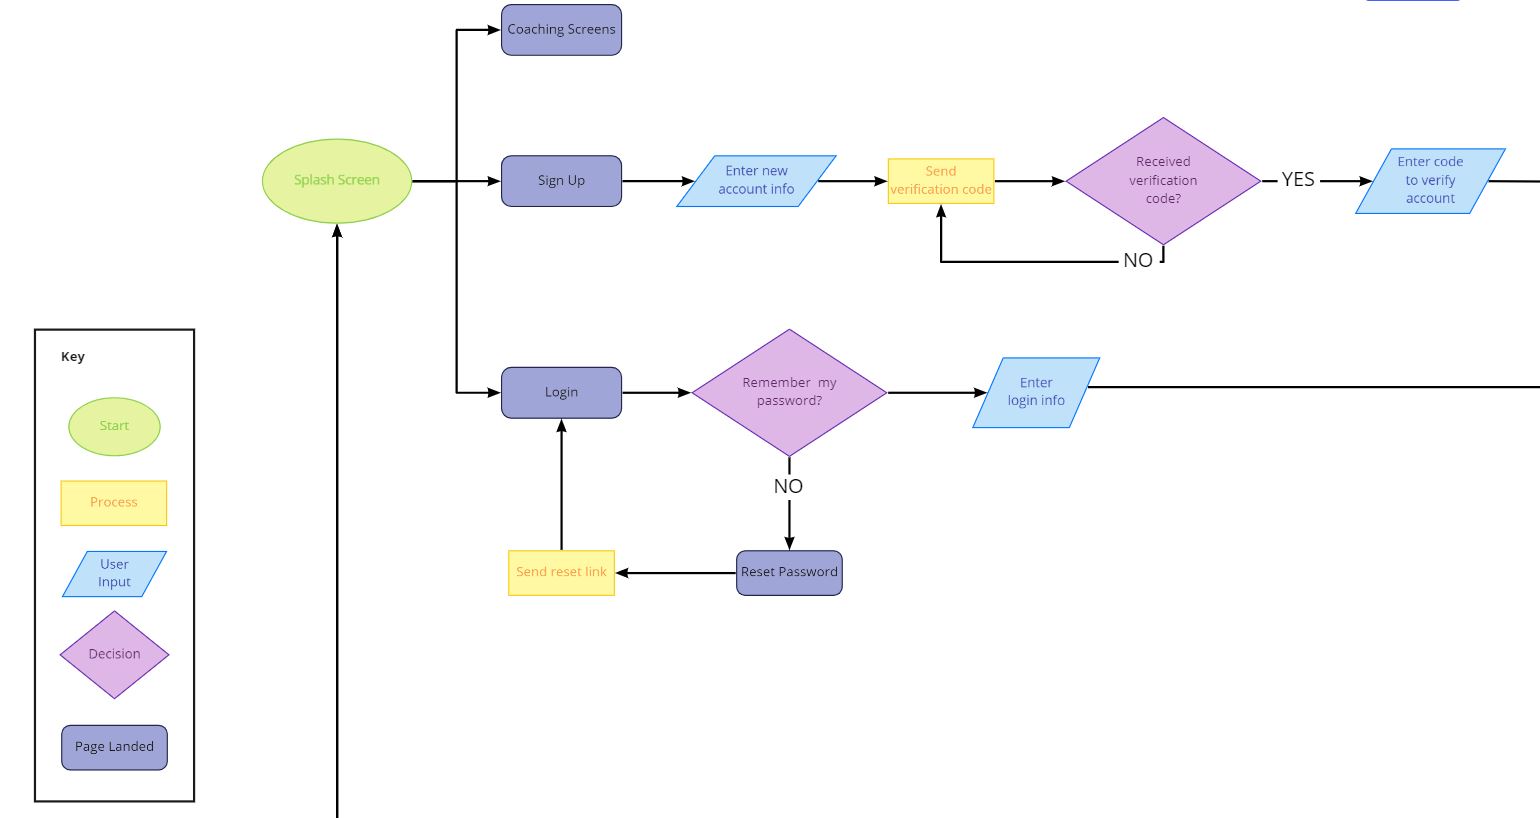 Coaching Screens
Splash Screen
Sign Up
Enter new
account info
Send
verification code
Received
verification
code?
YES
Enter code
to verify
account
NO
Key
Start
Process
User
Input
Decision
Page Landed
Login
Remember my
password?
Enter
login info
NO
Send reset link
Reset Password